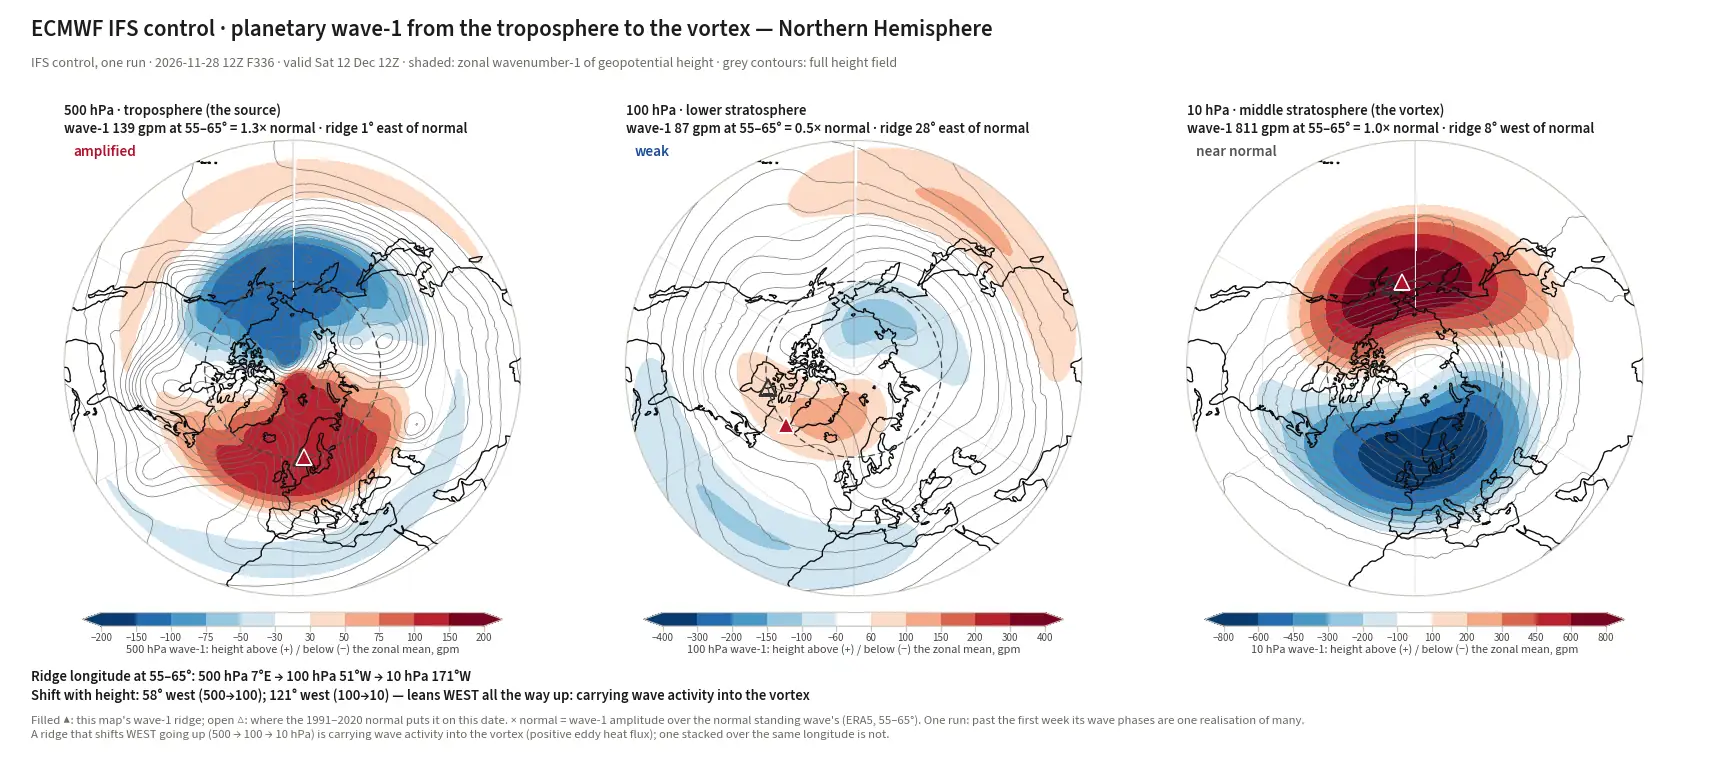 ECMWF IFS control · planetary wave-1 from the troposphere to the vortex — Northern Hemisphere
IFS control, one run · 2026-11-28 12Z F336 · valid Sat 12 Dec 12Z · shaded: zonal wavenumber-1 of geopotential height · grey contours: full height field
500 hPa · troposphere (the source)
wave-1 139 gpm at 55–65° = 1.3× normal · ridge 1° east of normal
amplified
100 hPa · lower stratosphere
wave-1 87 gpm at 55–65° = 0.5× normal · ridge 28° east of normal
weak
10 hPa · middle stratosphere (the vortex)
wave-1 811 gpm at 55–65° = 1.0× normal · ridge 8° west of normal
near normal
−200 −150 −100 −75 −50 −30 30 50 75 100 150 200
500 hPa wave-1: height above (+) / below (−) the zonal mean, gpm
−400 −300 −200 −150 −100 −60 60 100 150 200 300 400
100 hPa wave-1: height above (+) / below (−) the zonal mean, gpm
−800 −600 −450 −300 −200 −100 100 200 300 450 600 800
10 hPa wave-1: height above (+) / below (−) the zonal mean, gpm
Ridge longitude at 55–65°: 500 hPa 7°E → 100 hPa 51°W → 10 hPa 171°W
Shift with height: 58° west (500→100); 121° west (100→10) — leans WEST all the way up: carrying wave activity into the vortex
Filled ▲: this map's wave-1 ridge; open △: where the 1991–2020 normal puts it on this date. × normal = wave-1 amplitude over the normal standing wave's (ERA5, 55–65°). One run: past the first week its wave phases are one realisation of many.
A ridge that shifts WEST going up (500 → 100 → 10 hPa) is carrying wave activity into the vortex (positive eddy heat flux); one stacked over the same longitude is not.